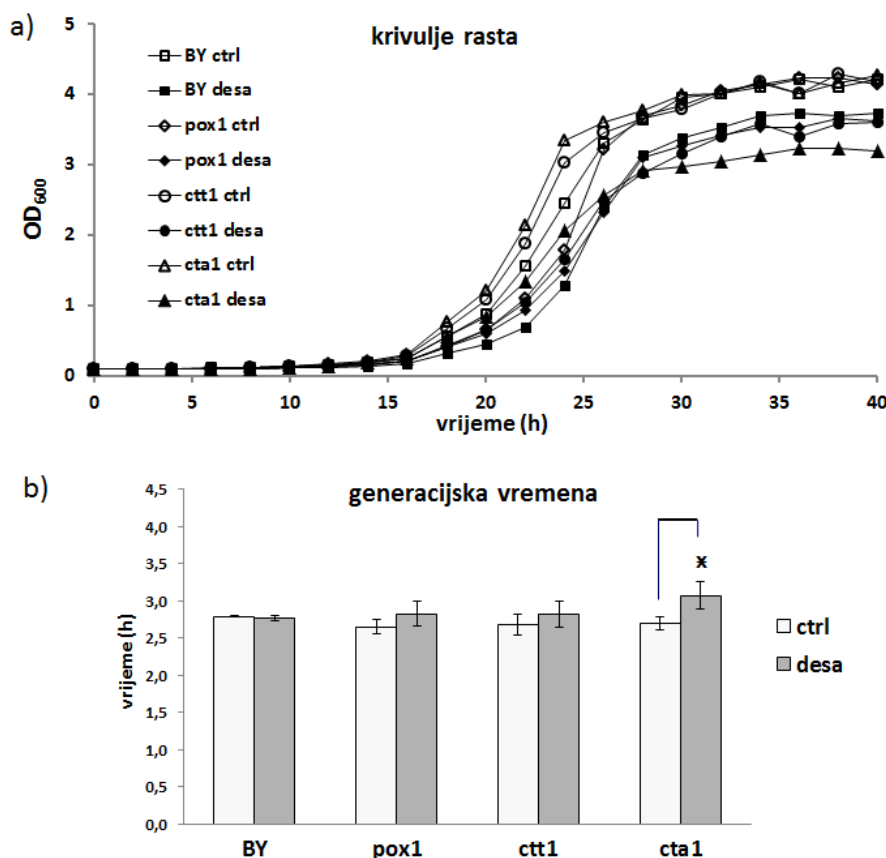 a)
krivulje rasta
BY ctrl
BY desa
pox1 ctrl
pox1 desa
ctt1 ctrl
ctt1 desa
cta1 ctrl
cta1 desa
OD600
5
4
3
2
1
0
0 5 10 15 20 25 30 35 40
vrijeme (h)
b)
generacijska vremena
vrijeme (h)
4,5
4,0
3,5
3,0
2,5
2,0
1,5
1,0
0,5
0,0
x
ctrl
desa
BY pox1 ctt1 cta1